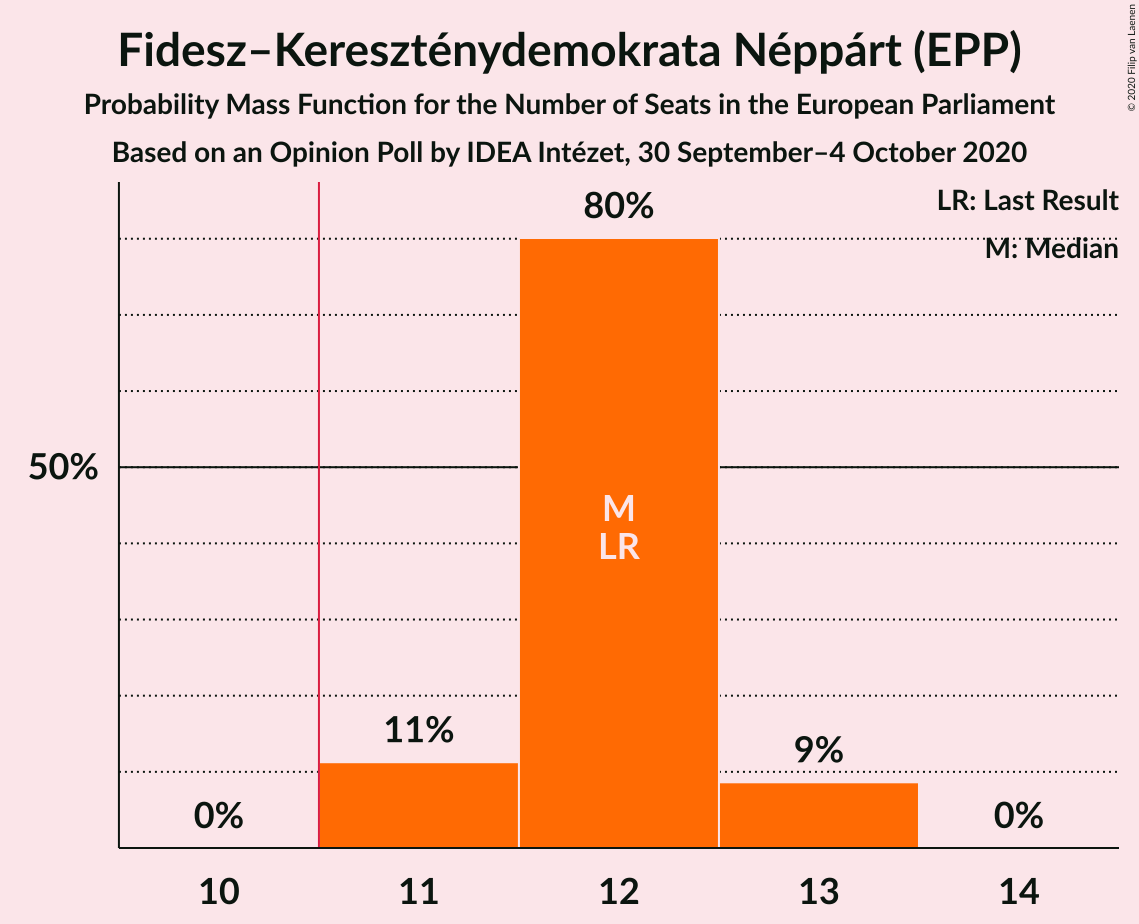 Fidesz–Kereszténydemokrata Néppárt (EPP)
Probability Mass Function for the Number of Seats in the European Parliament
Based on an Opinion Poll by IDEA Intézet, 30 September–4 October 2020
© 2020 Filip van Laenen
LR: Last Result
M: Median
80%
50%
M
LR
11%
9%
0%
0%
10
11
12
13
14